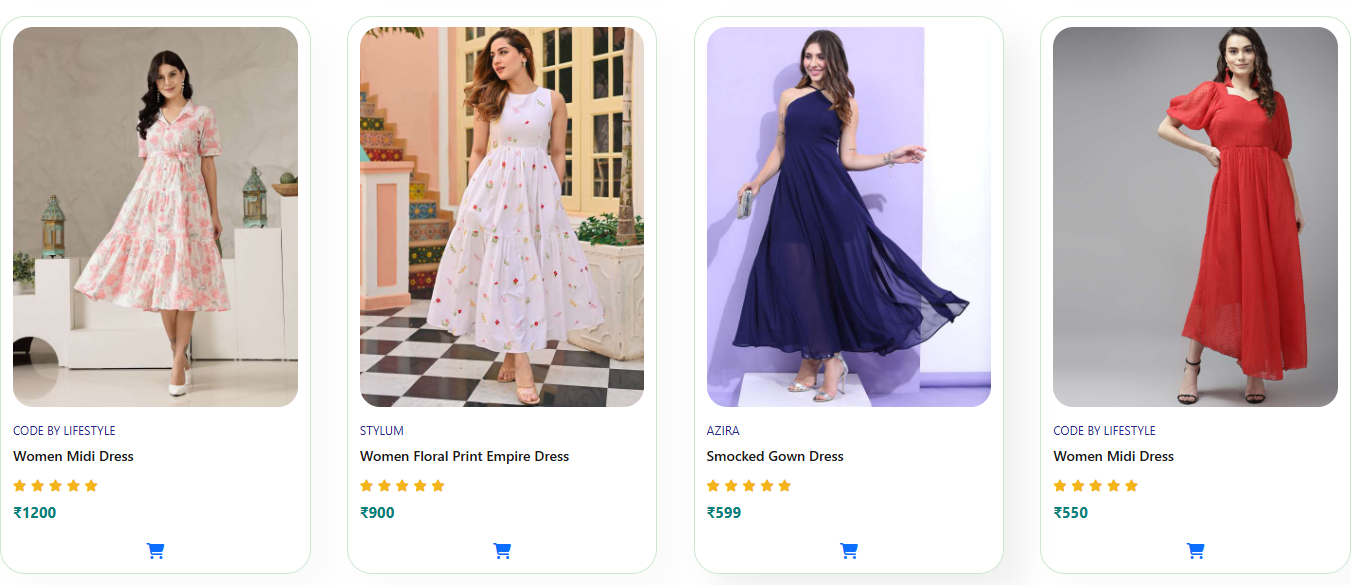 CODE BY LIFESTYLE
Women Midi Dress
₹1200
STYLUM
Women Floral Print Empire Dress
₹900
AZIRA
Smocked Gown Dress
₹599
CODE BY LIFESTYLE
Women Midi Dress
₹550